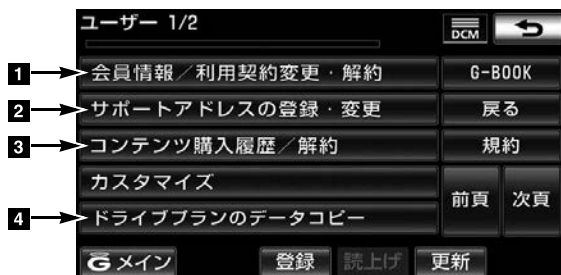 ユーザー 1/2
DCM
1 会員情報／利用契約変更・解約
G-BOOK
2 サポートアドレスの登録・変更
戻る
3 コンテンツ購入履歴／解約
規約
カスタマイズ
前頁 次頁
4 ドライブプランのデータコピー
G メイン 登録 読上げ 更新